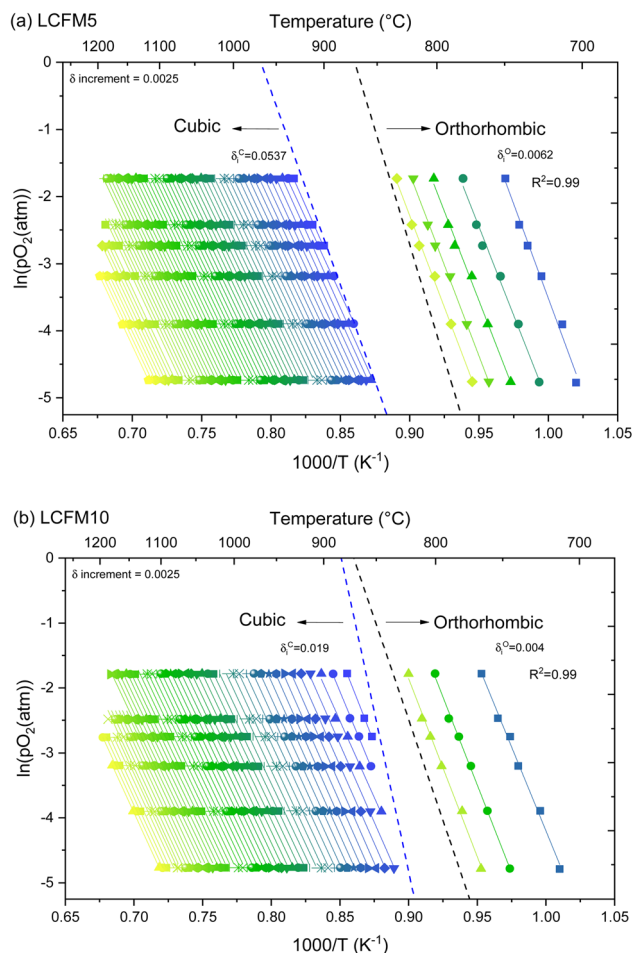 (a) LCFM5
Temperature (°C)
1200 1100 1000 900 800 700
0
δ increment = 0.0025
Cubic
Orthorhombic
δᵢᶜ=0.0537
δᵢᴼ=0.0062
R²=0.99
-1
-2
-3
-4
-5
ln(pO₂(atm))
0.65 0.70 0.75 0.80 0.85 0.90 0.95 1.00 1.05
1000/T (K⁻¹)
(b) LCFM10
Temperature (°C)
1200 1100 1000 900 800 700
0
δ increment = 0.0025
Cubic
Orthorhombic
δᵢᶜ=0.019
δᵢᴼ=0.004
R²=0.99
-1
-2
-3
-4
-5
ln(pO₂(atm))
0.65 0.70 0.75 0.80 0.85 0.90 0.95 1.00 1.05
1000/T (K⁻¹)